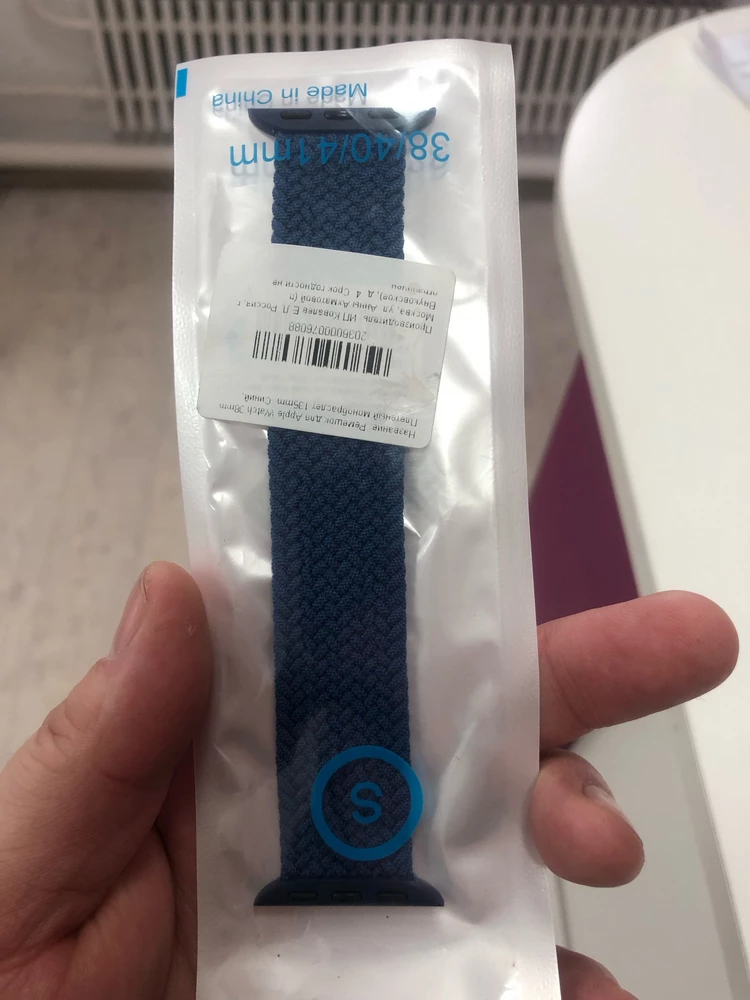 S
Название: Ремешок для Apple Watch 38mm
Плетеный монобраслет 135mm. Синий.
2036000076088
Производитель: ИП Ковалев Е.Л. Россия, г.
Москва, ул. Анны Ахматовой (п
Внуковское), д. 4. Срок годности не
ограничен
38/40/41mm
Made in China